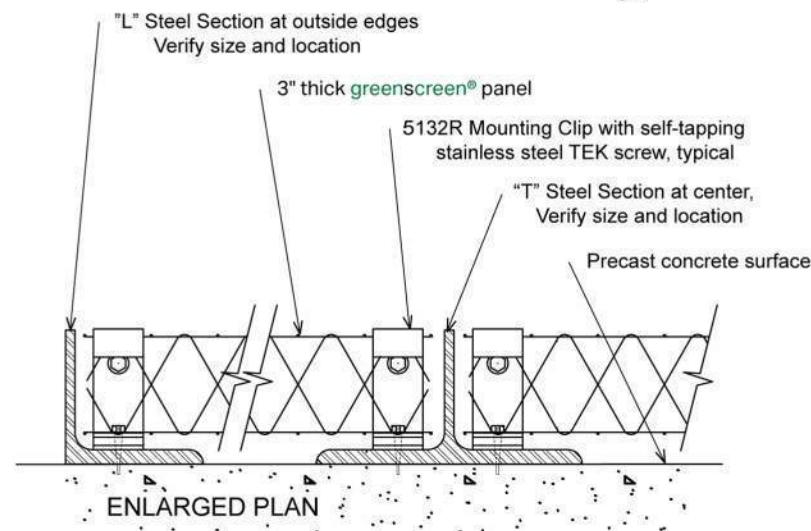 "L" Steel Section at outside edges
Verify size and location
3" thick greenscreen® panel
5132R Mounting Clip with self-tapping
stainless steel TEK screw, typical
"T" Steel Section at center,
Verify size and location
Precast concrete surface
ENLARGED PLAN